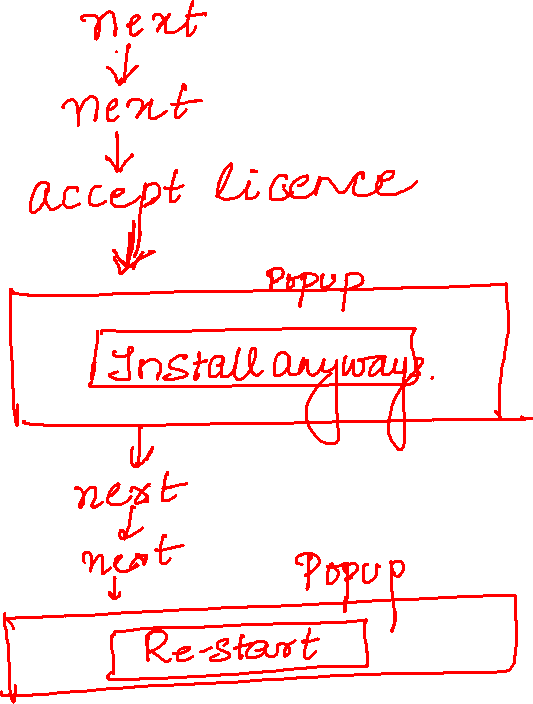 next
next
accept licence
Popup
Install anyways.
next
next
Popup
Re-start